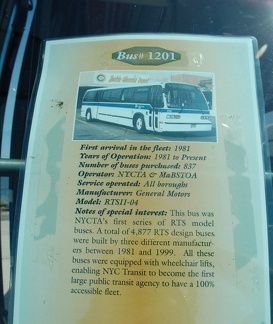 Bus# 1201
First arrival in the fleet: 1981
Years of Operation: 1981 to Present
Number of buses purchased: 837
Operator: NYCTA & MaBSTOA
Service operated: All boroughs
Manufacturer: General Motors
Model: RTSII-04
Notes of special interest: This bus was
NYCTA's first series of RTS model
buses. A total of 4,877 RTS design buses
were built by three different manufactur-
ers between 1981 and 1999. All these
buses were equipped with wheelchair lifts,
enabling NYC Transit to become the first
large public transit agency to have a 100%
accessible fleet.